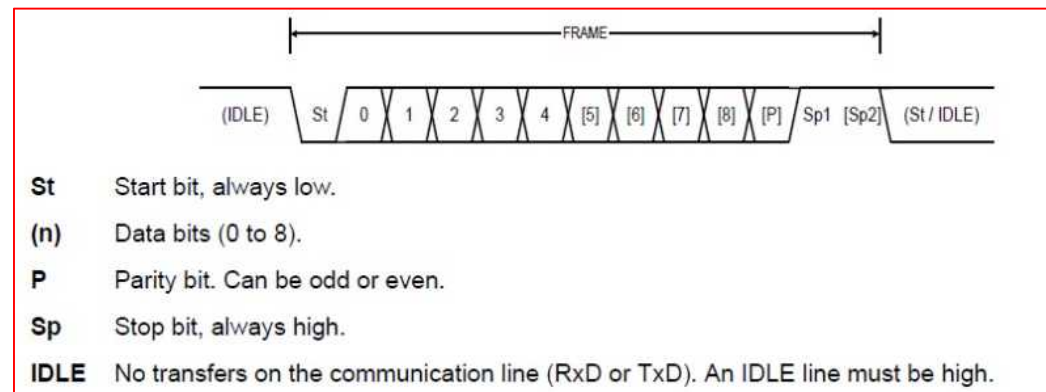 FRAME
(IDLE) St 0 1 2 3 4 [5] [6] [7] [8] [P] Sp1 [Sp2] (St / IDLE)
St Start bit, always low.
(n) Data bits (0 to 8).
P Parity bit. Can be odd or even.
Sp Stop bit, always high.
IDLE No transfers on the communication line (RxD or TxD). An IDLE line must be high.